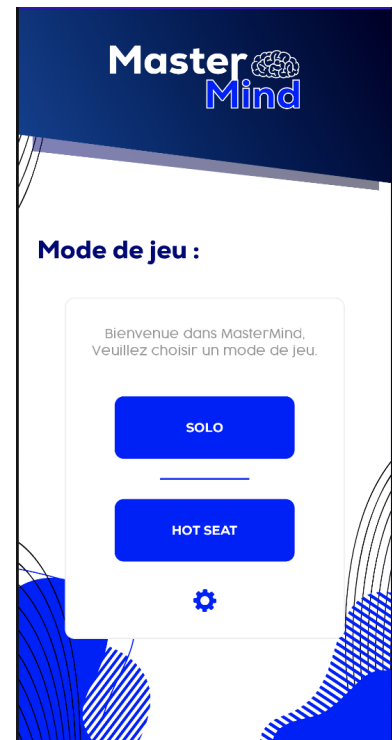 Master
Mind
Mode de jeu :
Bienvenue dans MasterMind,
Veuillez choisir un mode de jeu.
SOLO
HOT SEAT